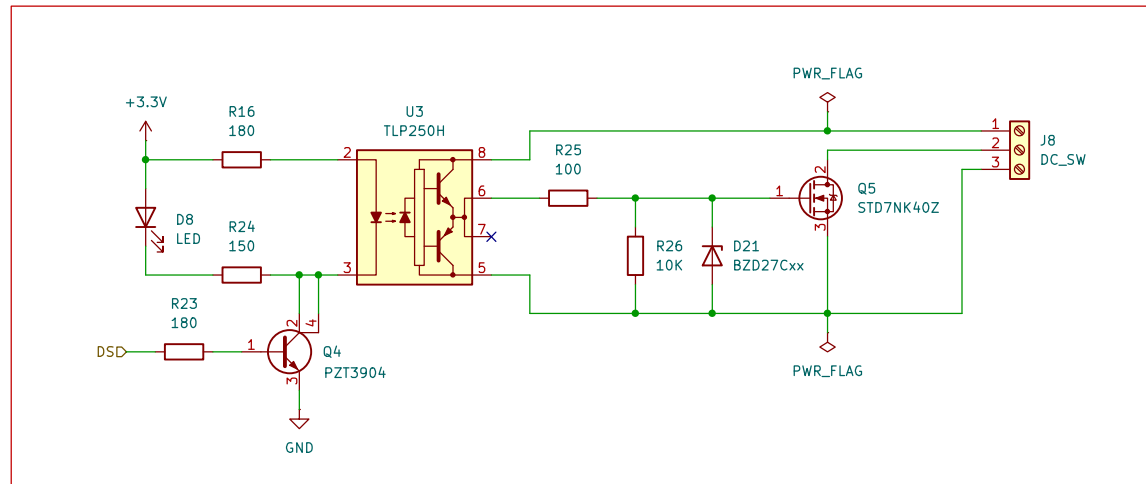 PWR_FLAG
+3.3V
R16
180
U3
TLP250H
2
8
1
2
3
J8
DC_SW
R25
100
6
1
2
3
Q5
STD7NK40Z
D8
LED
R24
150
7
3
5
R26
10K
D21
BZD27Cxx
R23
180
DS
1
2
4
3
Q4
PZT3904
GND
PWR_FLAG